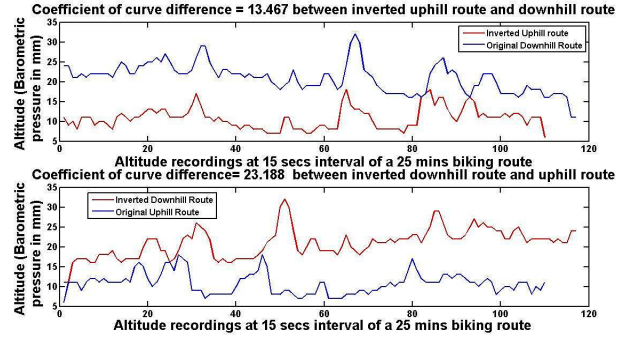 Coefficient of curve difference = 13.467 between inverted uphill route and downhill route
35
30
25
20
15
10
5
0 20 40 60 80 100 120
Altitude (Barometric
pressure in mm)
Inverted Uphill route
Original Downhill Route
Altitude recordings at 15 secs interval of a 25 mins biking route
Coefficient of curve difference= 23.188 between inverted downhill route and uphill route
35
30
25
20
15
10
5
0 20 40 60 80 100 120
Altitude (Barometric
pressure in mm)
Inverted Downhill Route
Original Uphill Route
Altitude recordings at 15 secs interval of a 25 mins biking route